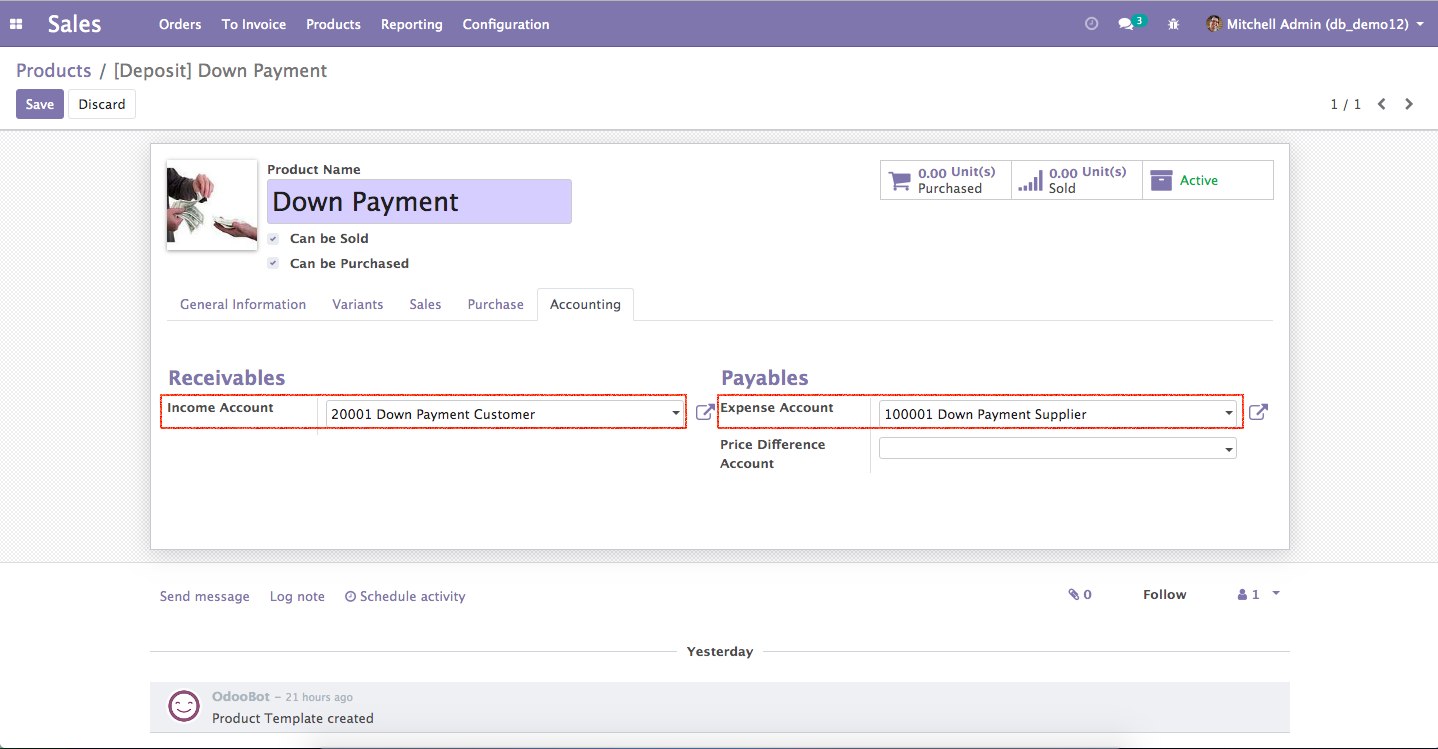 Sales Orders To Invoice Products Reporting Configuration 3 Mitchell Admin (db_demo12)
Products / [Deposit] Down Payment
Save Discard 1 / 1
Product Name
Down Payment
Can be Sold
Can be Purchased
0.00 Unit(s)
Purchased
0.00 Unit(s)
Sold
Active
General Information Variants Sales Purchase Accounting
Receivables
Income Account 20001 Down Payment Customer
Payables
Expense Account 100001 Down Payment Supplier
Price Difference
Account
Send message Log note Schedule activity 0 Follow 1
Yesterday
OdooBot - 21 hours ago
Product Template created